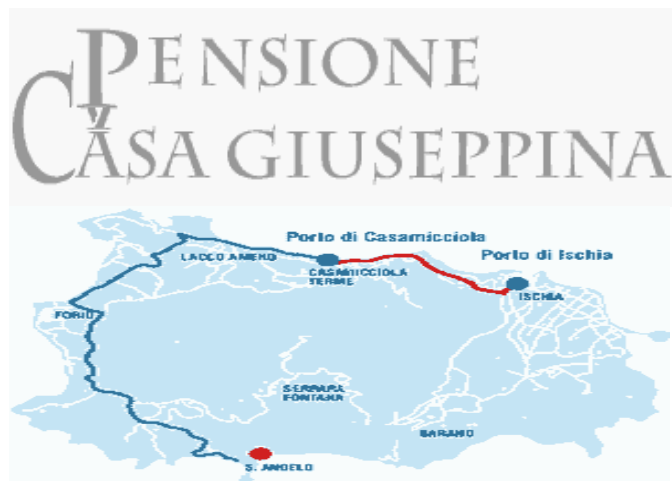 PENSIONE
CASA GIUSEPPINA
Porto di Casamicciola
Porto di Ischia
LACCO AMENO
CASAMICCIOLA
TERME
ISCHIA
FORIO
SERRARA
FONTANA
BARANO
S. ANGELO